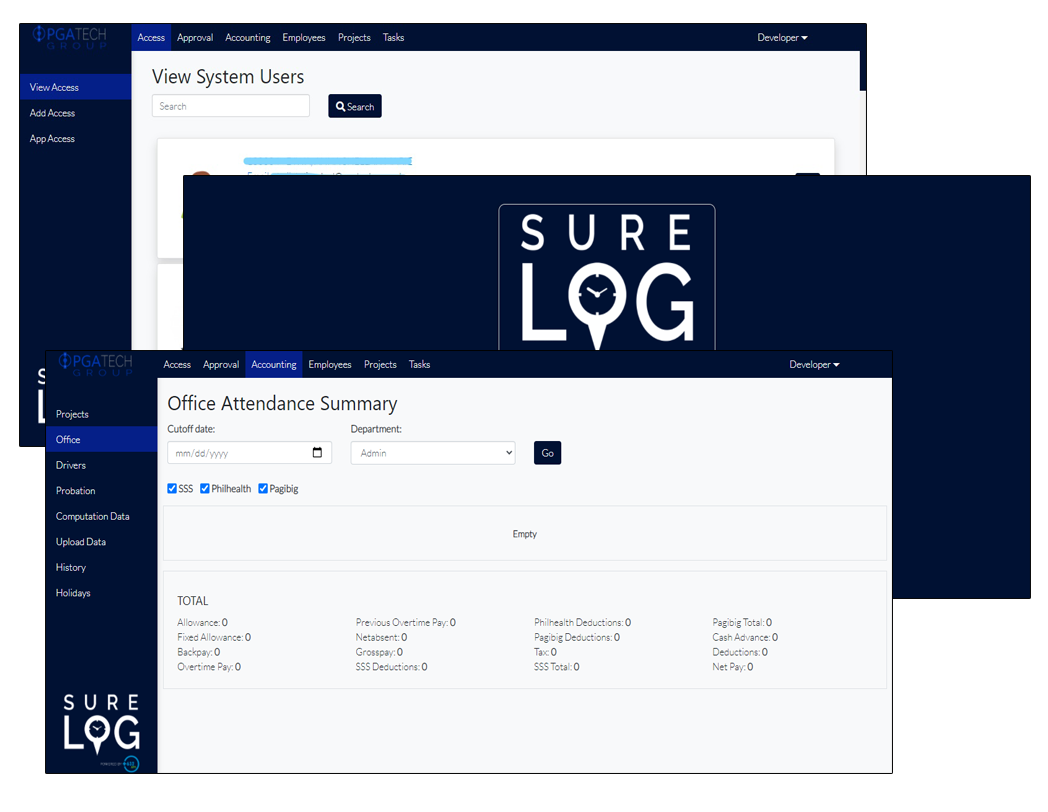 PGATECH
GROUP
Access Approval Accounting Employees Projects Tasks
Developer
View Access
Add Access
App Access
View System Users
Search
Search
SURE
LOG
PGATECH
GROUP
Access Approval Accounting Employees Projects Tasks
Developer
Projects
Office
Drivers
Probation
Computation Data
Upload Data
History
Holidays
Office Attendance Summary
Cutoff date: Department:
mm/dd/yyyy Admin Go
SSS Philhealth Pagibig
Empty
TOTAL
Allowance: 0 Previous Overtime Pay: 0 Philhealth Deductions: 0 Pagibig Total: 0
Fixed Allowance: 0 Netabsent: 0 Pagibig Deductions: 0 Cash Advance: 0
Backpay: 0 Grosspay: 0 Tax: 0 Deductions: 0
Overtime Pay: 0 SSS Deductions: 0 SSS Total: 0 Net Pay: 0
SURE
LOG
POWERED BY